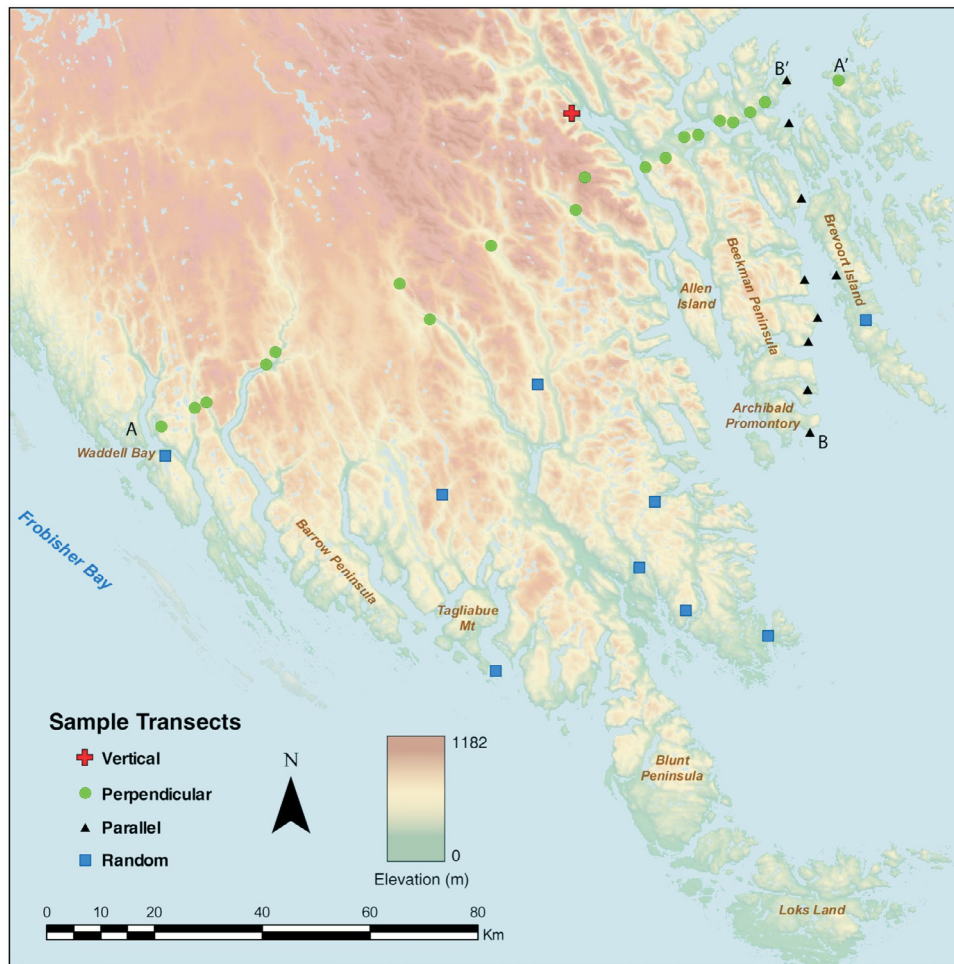 B'
A'
Brevoort Island
Beekman Peninsula
Allen
Island
Archibald
Promontory
B
A
Waddell Bay
Frobisher Bay
Barrow Peninsula
Tagliabue
Mt
Blunt
Peninsula
Loks Land
Sample Transects
Vertical
Perpendicular
Parallel
Random
N
1182
0
Elevation (m)
0 10 20 40 60 80
Km